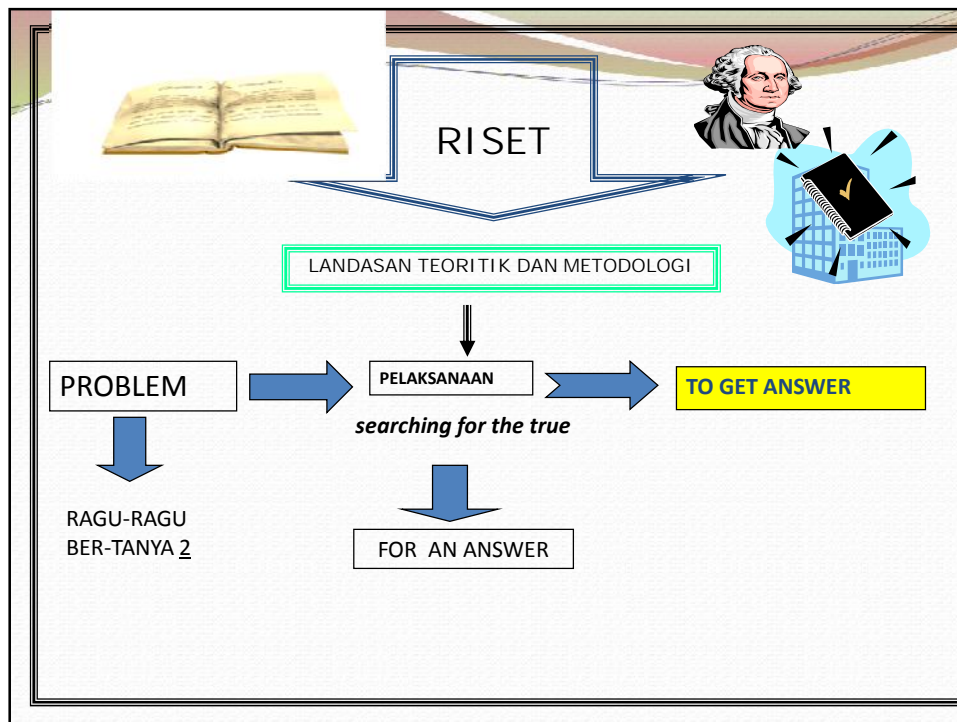 RISET
LANDASAN TEORITIK DAN METODOLOGI
PROBLEM
PELAKSANAAN
TO GET ANSWER
searching for the true
RAGU-RAGU
BER-TANYA 2
FOR AN ANSWER